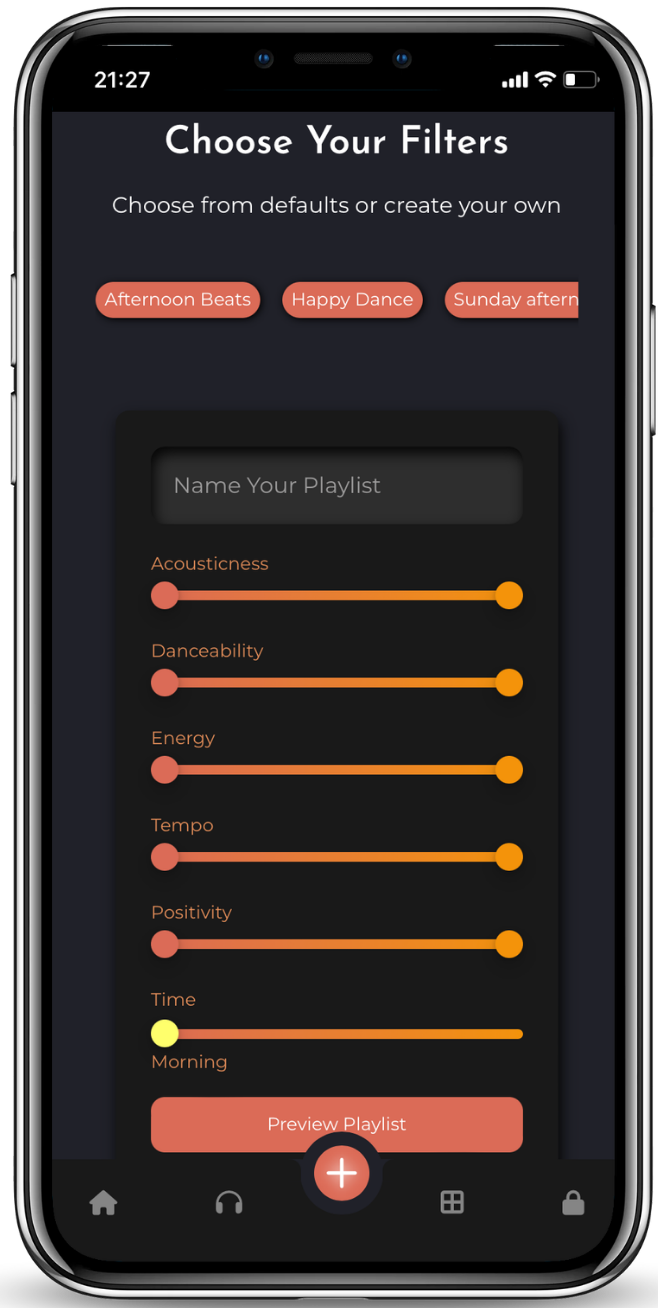 21:27
Choose Your Filters
Choose from defaults or create your own
Afternoon Beats Happy Dance Sunday aftern
Name Your Playlist
Acousticness
Danceability
Energy
Tempo
Positivity
Time
Morning
Preview Playlist